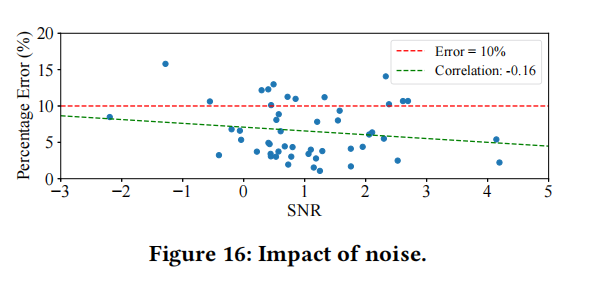 20
15
10
5
0
Percentage Error (%)
Error = 10%
Correlation: -0.16
−3 −2 −1 0 1 2 3 4 5
SNR
Figure 16: Impact of noise.